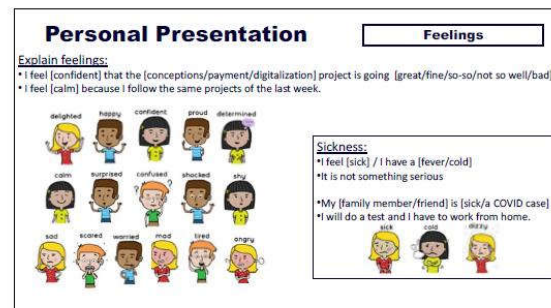 Personal Presentation
Feelings
Explain feelings:
• I feel [confident] that the [conceptions/payment/digitalization] project is going [great/fine/so-so/not so well/bad]
• I feel [calm] because I follow the same projects of the last week.
delighted happy confident proud determined
calm surprised confused shocked shy
sad scared worried mad tired angry
Sickness:
•I feel [sick] / I have a [fever/cold]
•It is not something serious
•My [family member/friend] is [sick/a COVID case]
•I will do a test and I have to work from home.
sick cold dizzy